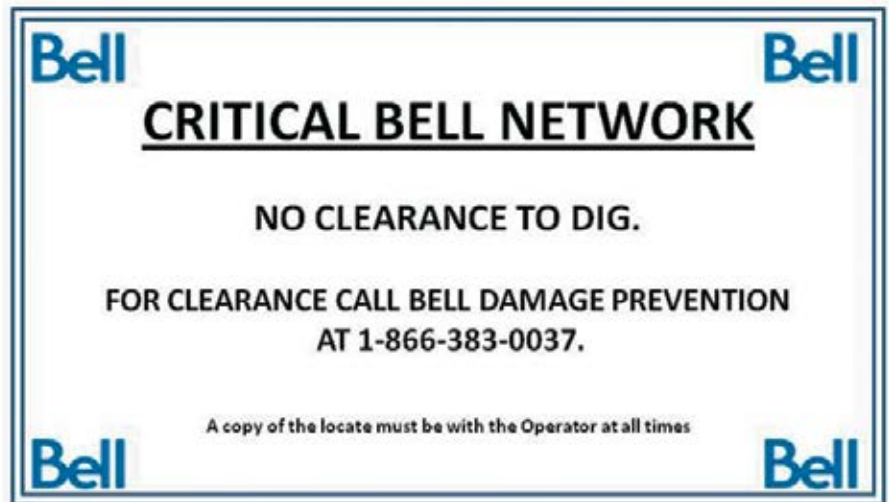 Bell Bell
CRITICAL BELL NETWORK
NO CLEARANCE TO DIG.
FOR CLEARANCE CALL BELL DAMAGE PREVENTION
AT 1-866-383-0037.
A copy of the locate must be with the Operator at all times
Bell Bell